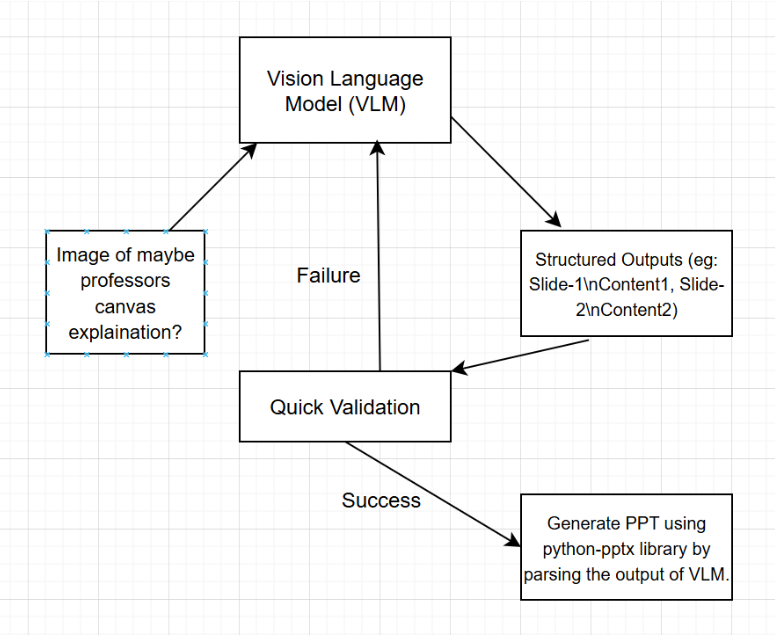 Vision Language
Model (VLM)
Image of maybe
professors
canvas
explaination?
Structured Outputs (eg:
Slide-1\nContent1, Slide-
2\nContent2)
Failure
Quick Validation
Success
Generate PPT using
python-pptx library by
parsing the output of VLM.